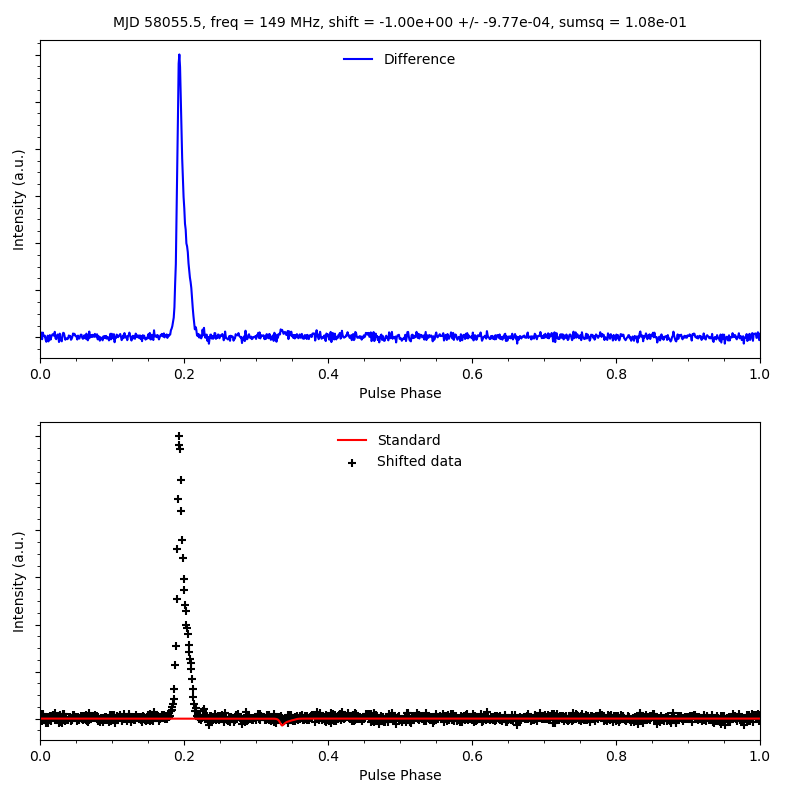 MJD 58055.5, freq = 149 MHz, shift = -1.00e+00 +/- -9.77e-04, sumsq = 1.08e-01
Difference
Intensity (a.u.)
0.0 0.2 0.4 0.6 0.8 1.0
Pulse Phase
Standard
Shifted data
Intensity (a.u.)
0.0 0.2 0.4 0.6 0.8 1.0
Pulse Phase